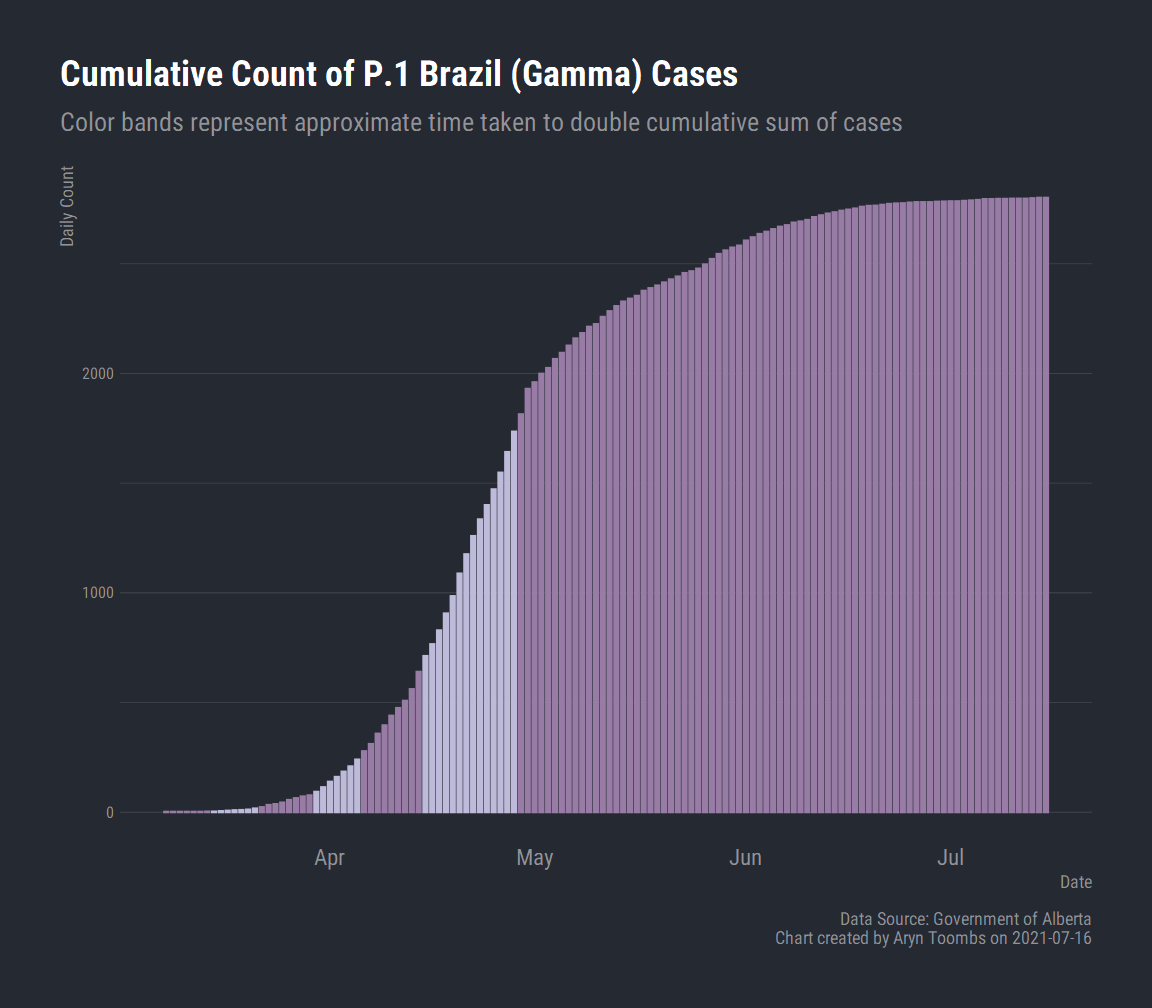 Cumulative Count of P.1 Brazil (Gamma) Cases
Color bands represent approximate time taken to double cumulative sum of cases
Daily Count
2000
1000
0
Apr May Jun Jul
Date
Data Source: Government of Alberta
Chart created by Aryn Toombs on 2021-07-16